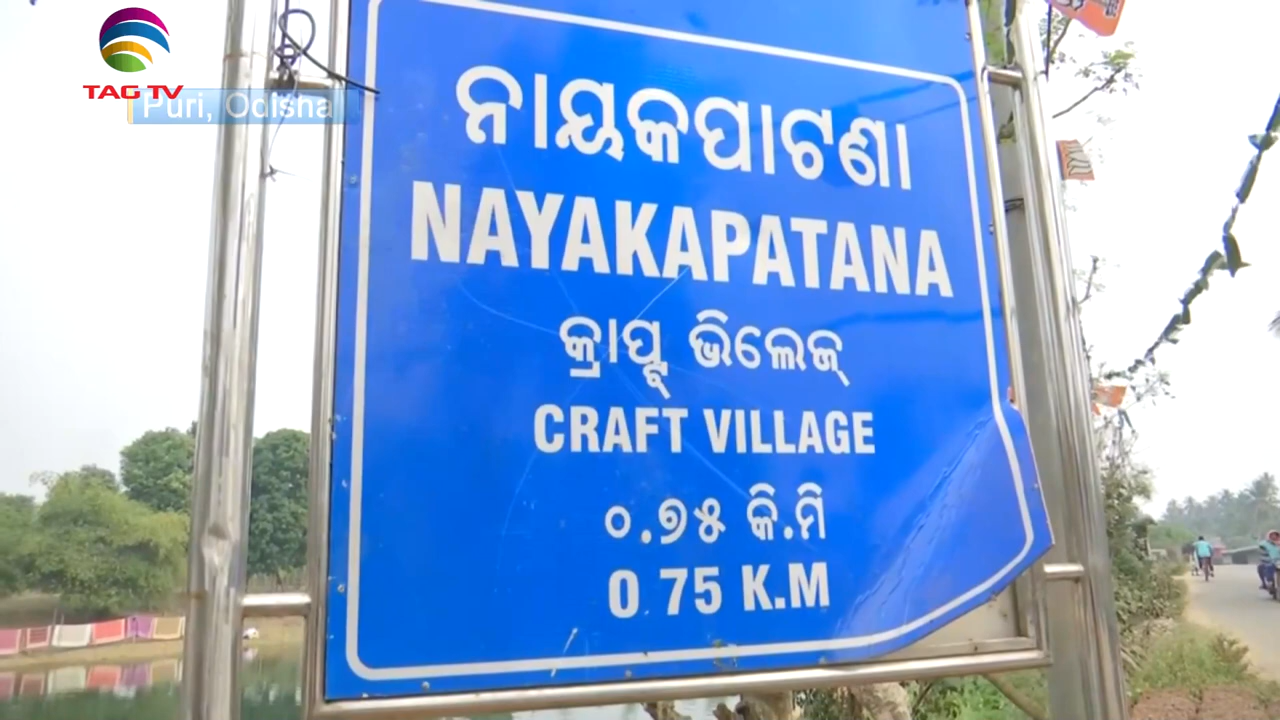 TAG TV
Puri, Odisha
ନାୟକପାଟଣା
NAYAKAPATANA
କ୍ରାଫ୍ଟ ଭିଲେଜ୍
CRAFT VILLAGE
୦.୭୫ କି.ମି
0.75 K.M